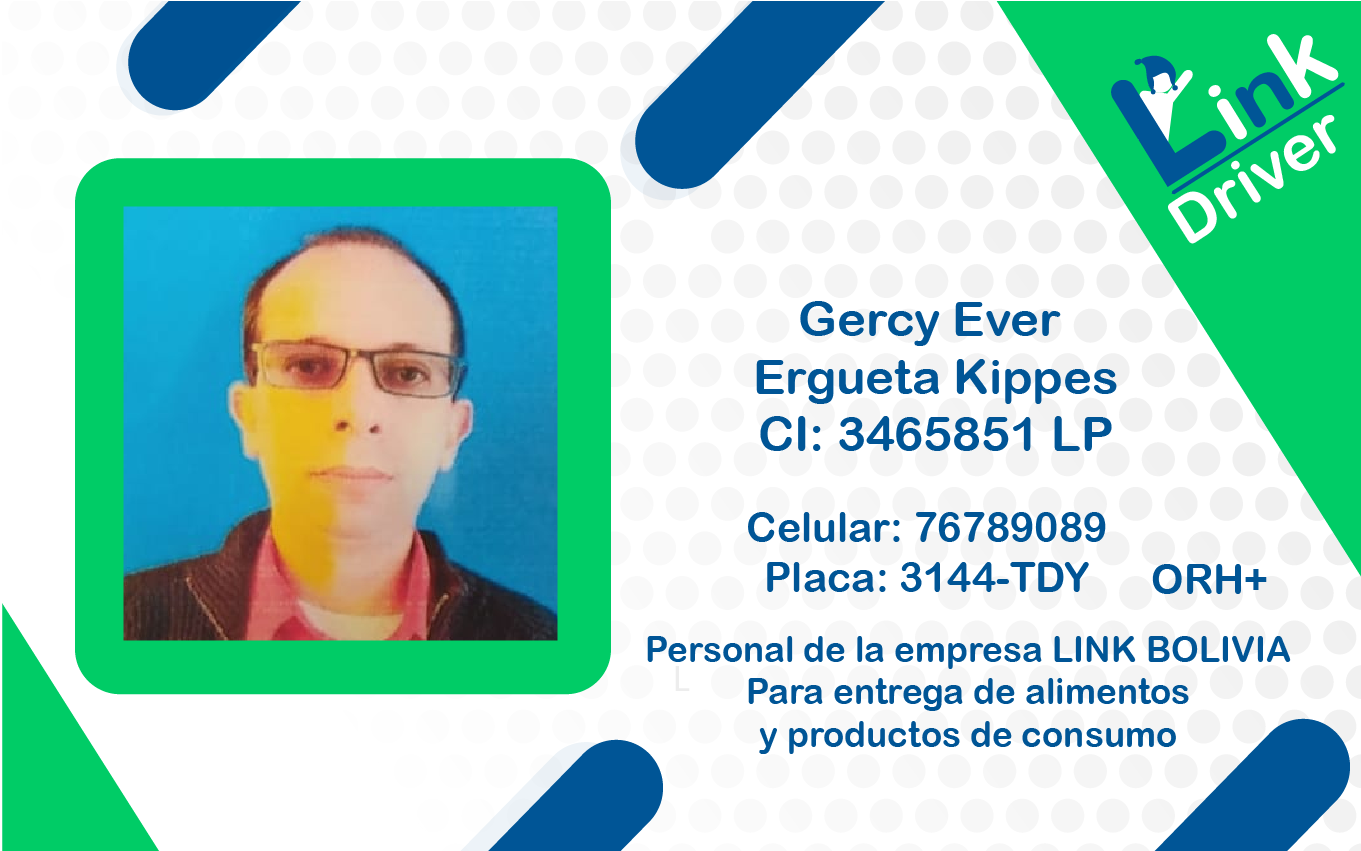 Link
Driver
Gercy Ever
Ergueta Kippes
CI: 3465851 LP
Celular: 76789089
Placa: 3144-TDY ORH+
Personal de la empresa LINK BOLIVIA
L
Para entrega de alimentos
y productos de consumo